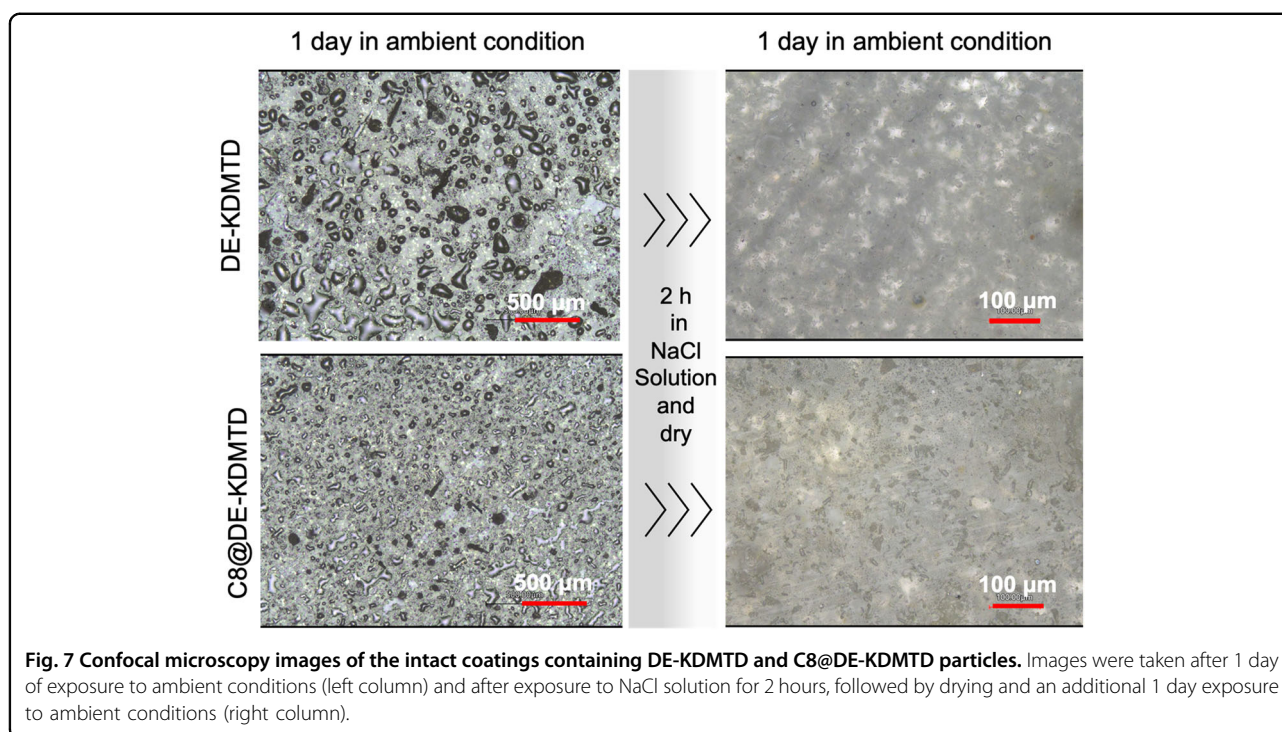 1 day in ambient condition
1 day in ambient condition
DE-KDMTD
500 µm
2 h
in
NaCl
Solution
and
dry
100 µm
100.00µm
C8@DE-KDMTD
500 µm
100 µm
100.00µm
Fig. 7 Confocal microscopy images of the intact coatings containing DE-KDMTD and C8@DE-KDMTD particles. Images were taken after 1 day
of exposure to ambient conditions (left column) and after exposure to NaCl solution for 2 hours, followed by drying and an additional 1 day exposure
to ambient conditions (right column).